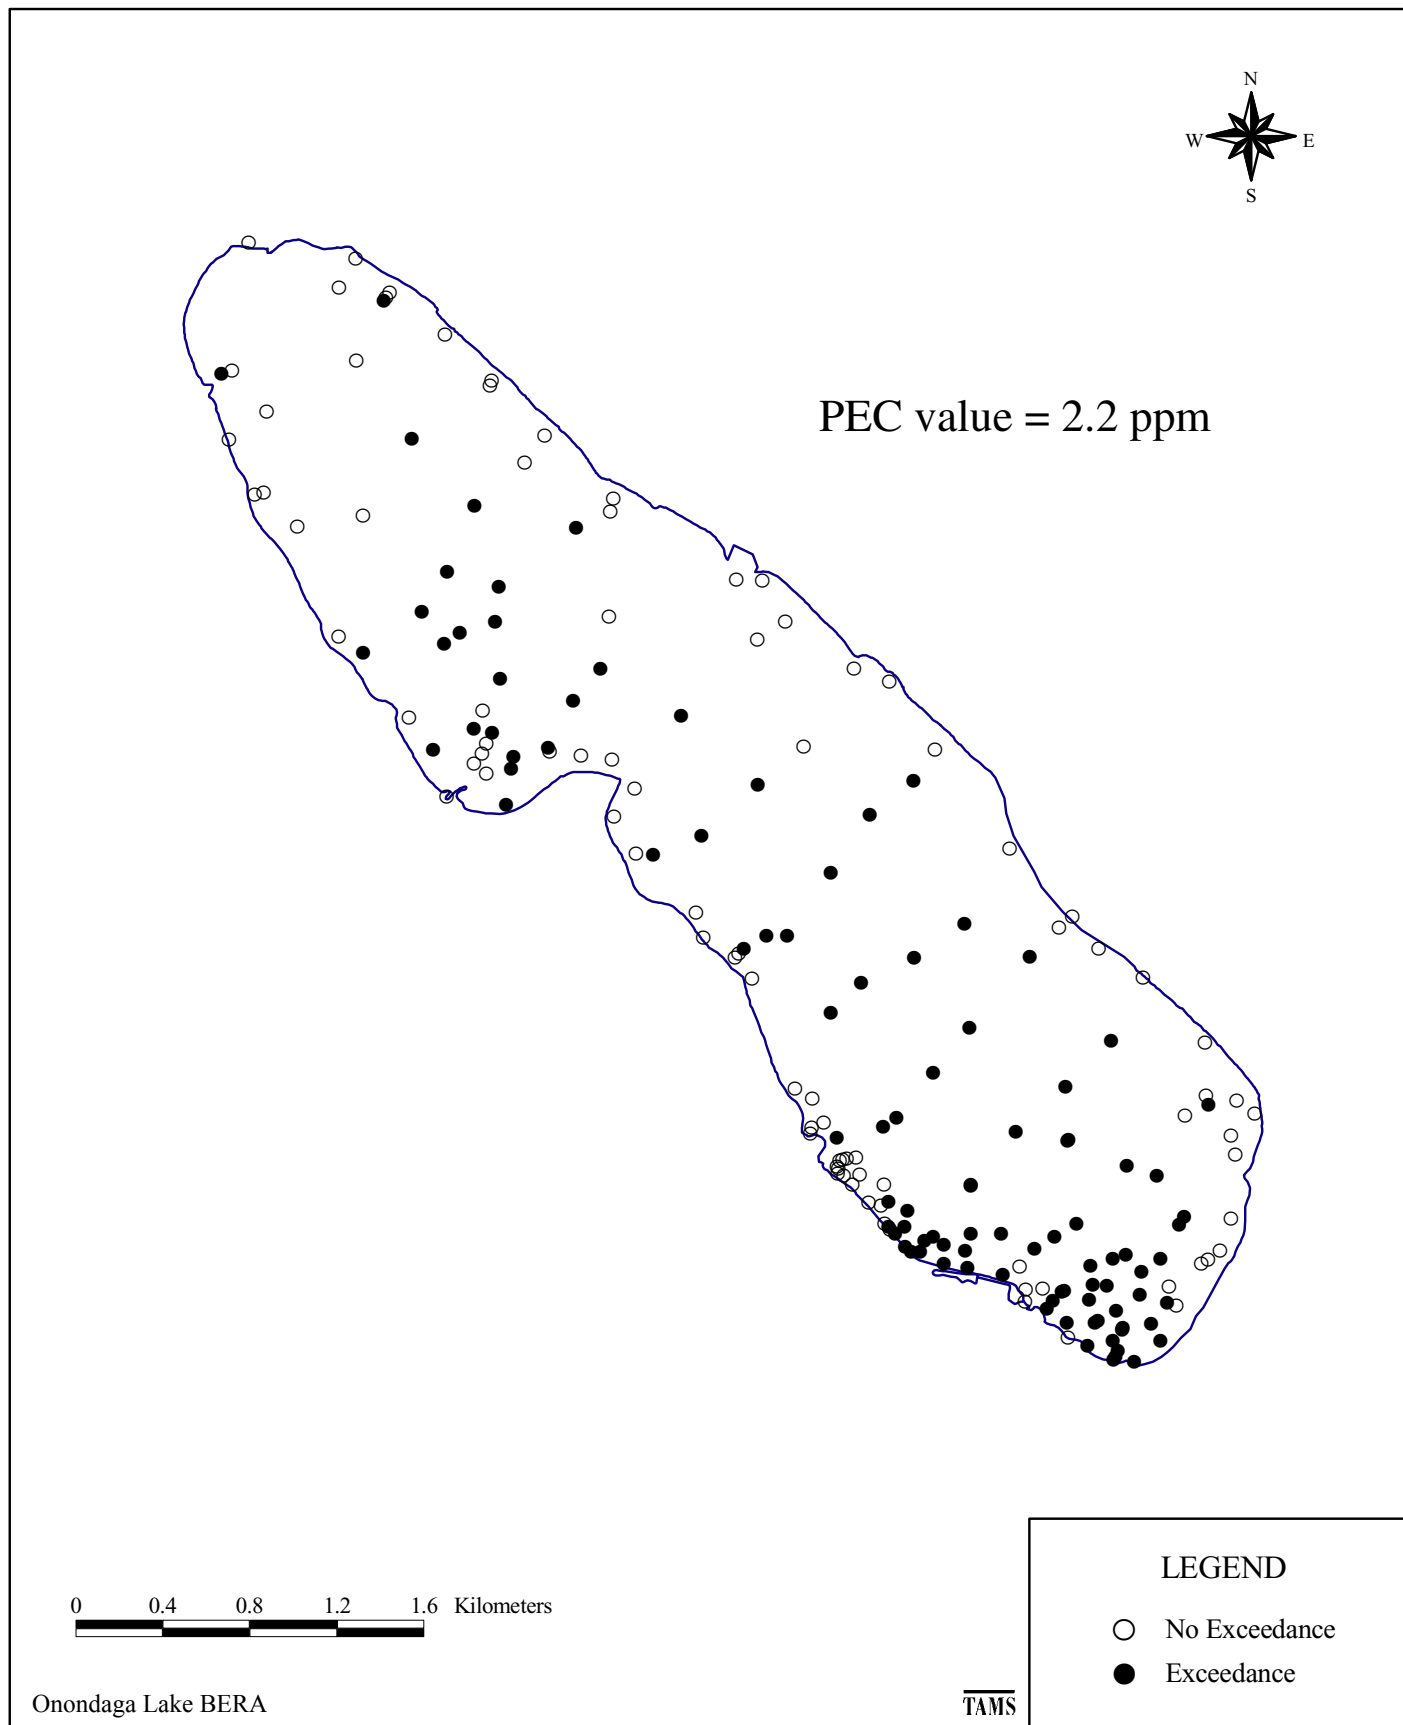 N
W E
S
PEC value = 2.2 ppm
0 0.4 0.8 1.2 1.6 Kilometers
LEGEND
No Exceedance
Exceedance
Onondaga Lake BERA
TAMS